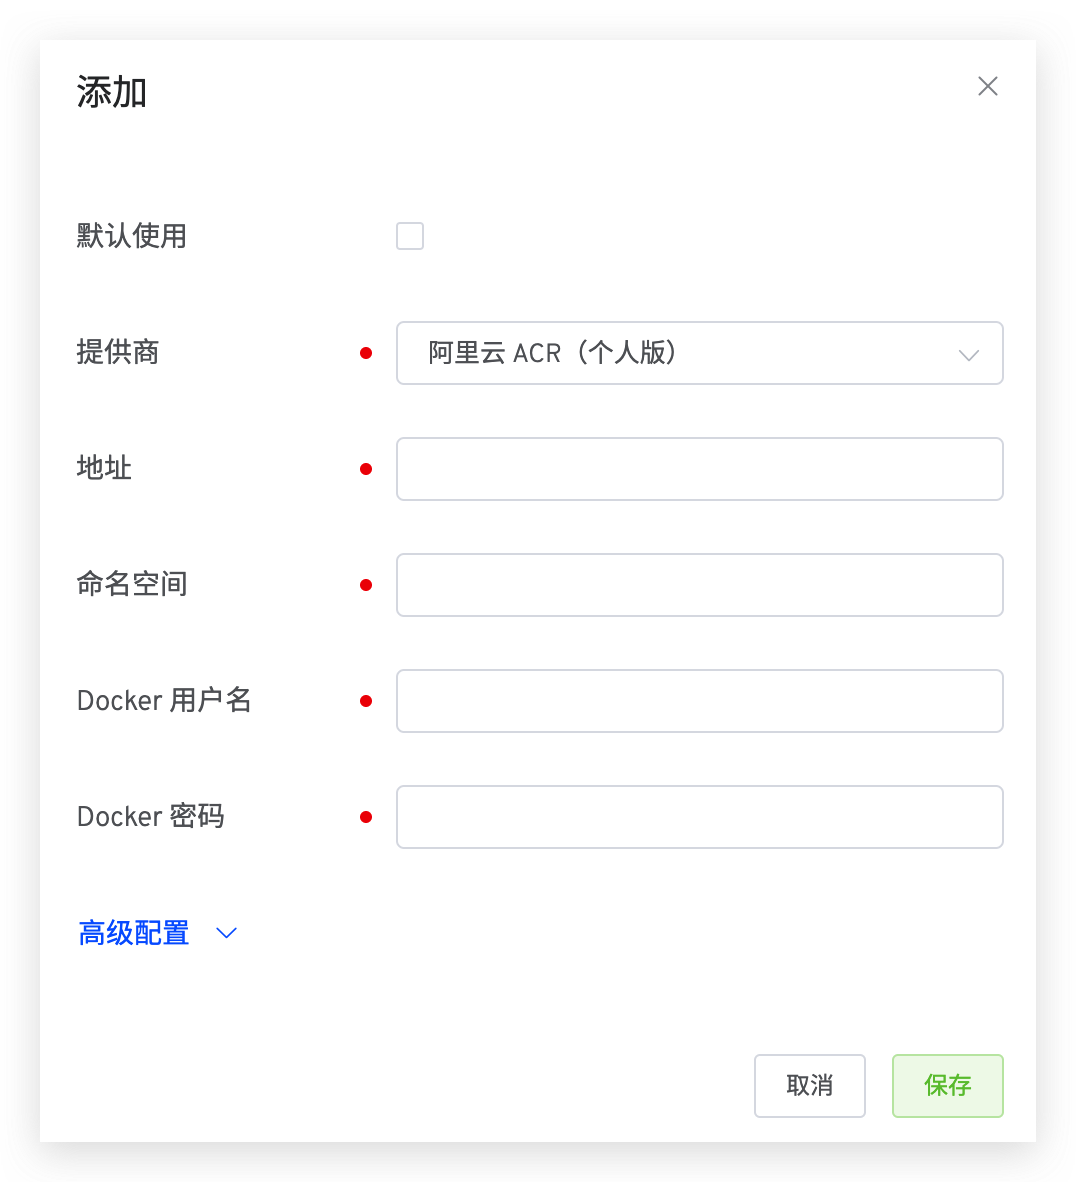 添加
默认使用
提供商
阿里云 ACR（个人版）
地址
命名空间
Docker 用户名
Docker 密码
高级配置
取消
保存